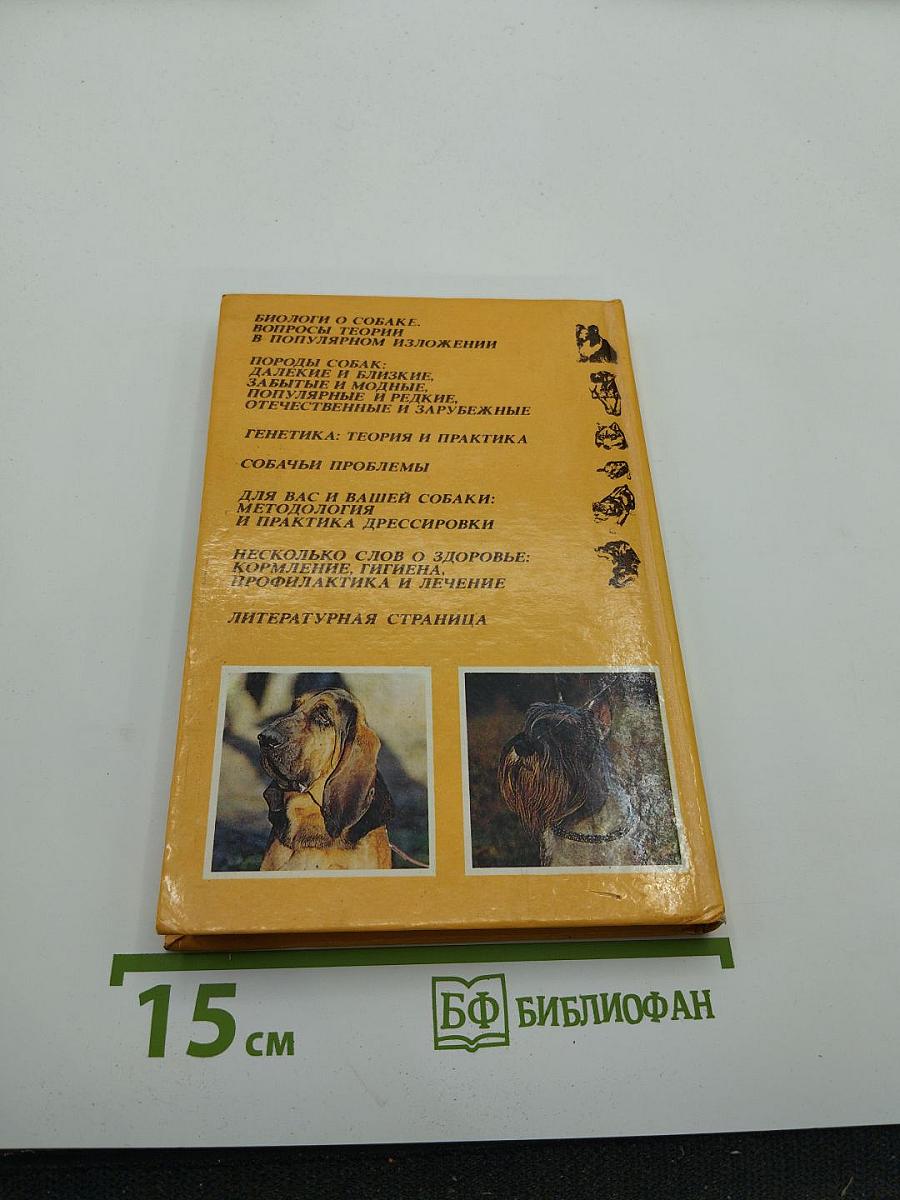 БИОЛОГИ О СОБАКЕ.
ВОПРОСЫ ТЕОРИИ
В ПОПУЛЯРНОМ ИЗЛОЖЕНИИ
ПОРОДЫ СОБАК:
ДАЛЕКИЕ И БЛИЗКИЕ,
ЗАБЫТЫЕ И МОДНЫЕ,
ПОПУЛЯРНЫЕ И РЕДКИЕ,
ОТЕЧЕСТВЕННЫЕ И ЗАРУБЕЖНЫЕ
ГЕНЕТИКА: ТЕОРИЯ И ПРАКТИКА
СОБАЧЬИ ПРОБЛЕМЫ
ДЛЯ ВАС И ВАШЕЙ СОБАКИ:
МЕТОДОЛОГИЯ
И ПРАКТИКА ДРЕССИРОВКИ
НЕСКОЛЬКО СЛОВ О ЗДОРОВЬЕ:
КОРМЛЕНИЕ, ГИГИЕНА,
ПРОФИЛАКТИКА И ЛЕЧЕНИЕ
ЛИТЕРАТУРНАЯ СТРАНИЦА
15 см
БФ БИБЛИОФАН